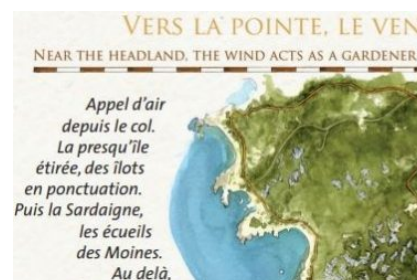 VERS LA POINTE, LE VEN
NEAR THE HEADLAND, THE WIND ACTS AS A GARDENER
Appel d'air
depuis le col.
La presqu'île
étirée, des îlots
en ponctuation.
Puis la Sardaigne,
les écueils
des Moines.
Au delà,